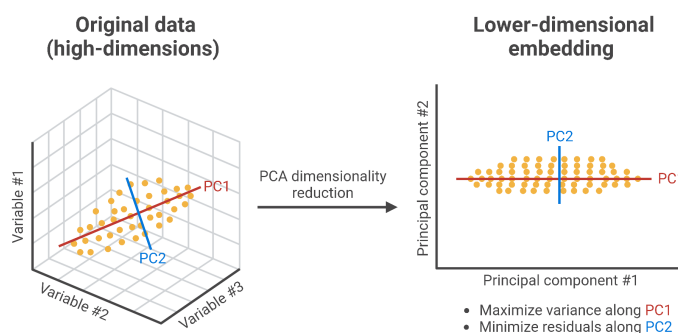 Original data
(high-dimensions)
Lower-dimensional
embedding
Variable #1
Variable #2
Variable #3
PC1
PC2
PCA dimensionality
reduction
Principal component #2
PC2
PC
Principal component #1
• Maximize variance along PC1
• Minimize residuals along PC2